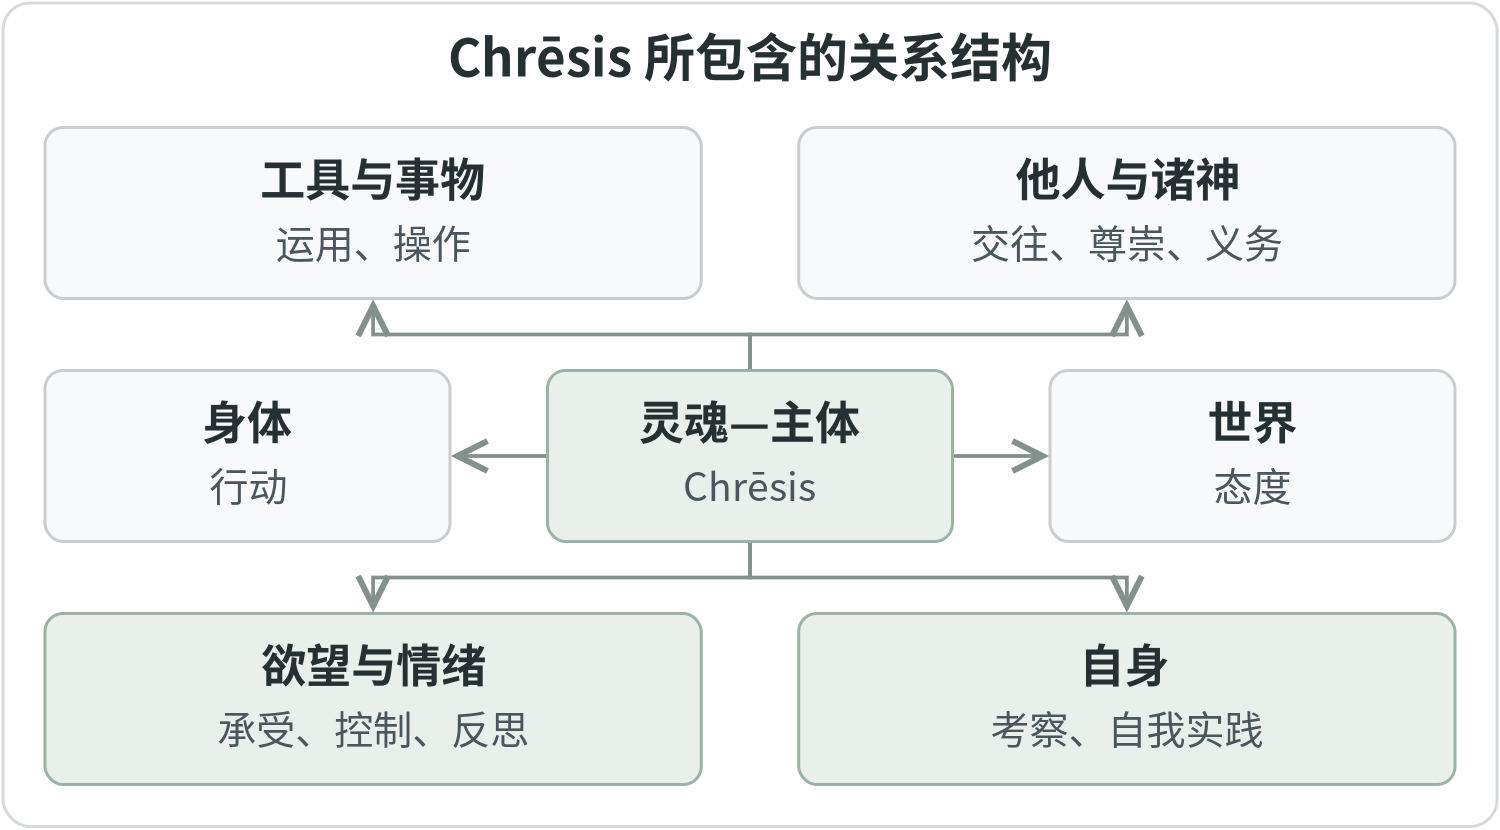 Chrēsis 所包含的关系结构
工具与事物
运用、操作
他人与诸神
交往、尊崇、义务
身体
行动
灵魂—主体
Chrēsis
世界
态度
欲望与情绪
承受、控制、反思
自身
考察、自我实践